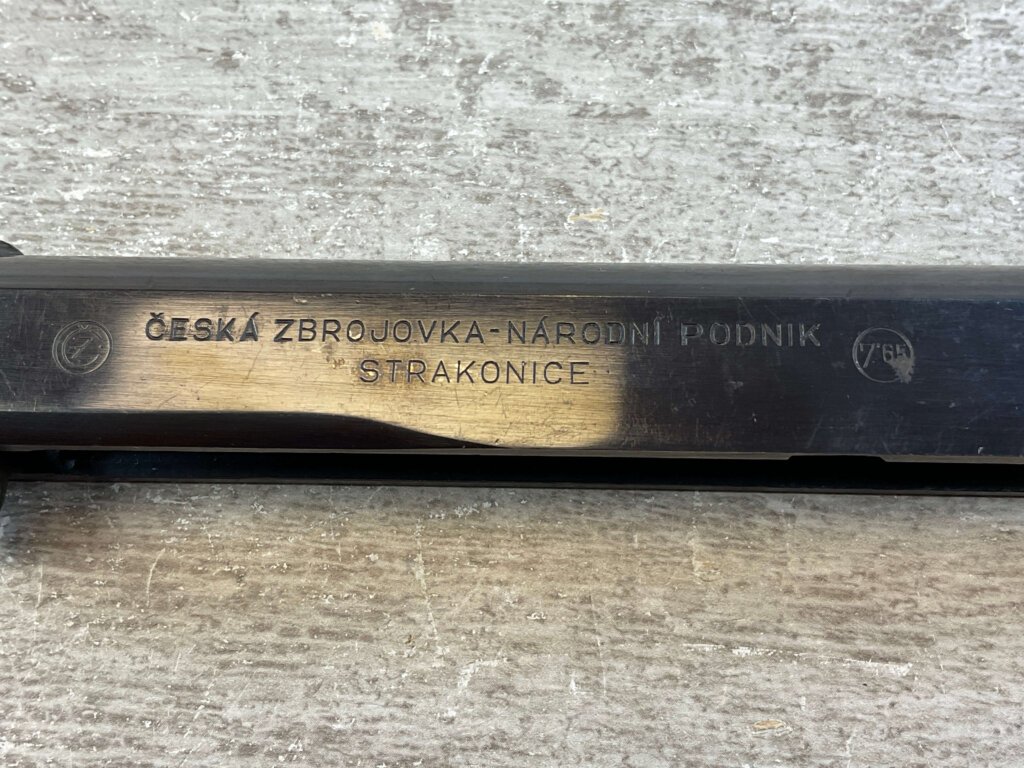 ČESKÁ ZBROJOVKA-NÁRODNÍ PODNIK
STRAKONICE
7.65